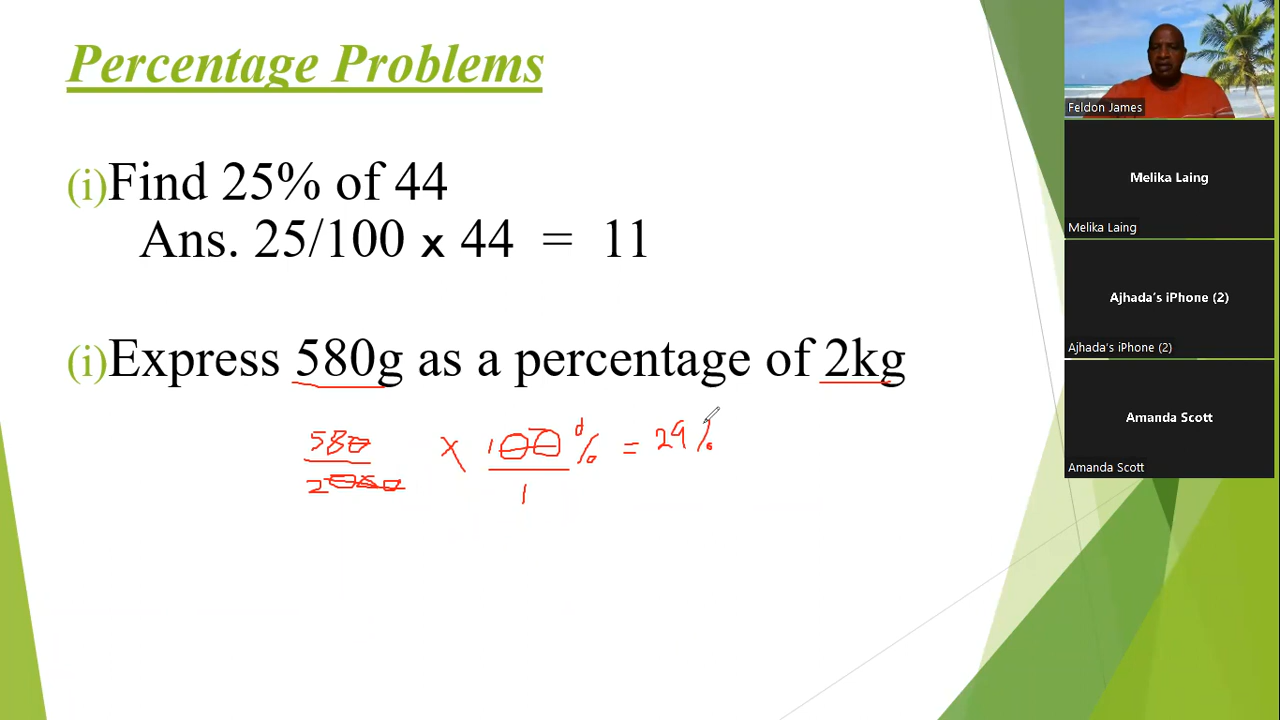 Percentage Problems
(i)Find 25% of 44
Ans. 25/100 x 44 = 11
(i)Express 580g as a percentage of 2kg
580 x 100 % = 29%
2000 1
Feldon James
Melika Laing
Melika Laing
Ajhada's iPhone (2)
Ajhada's iPhone (2)
Amanda Scott
Amanda Scott